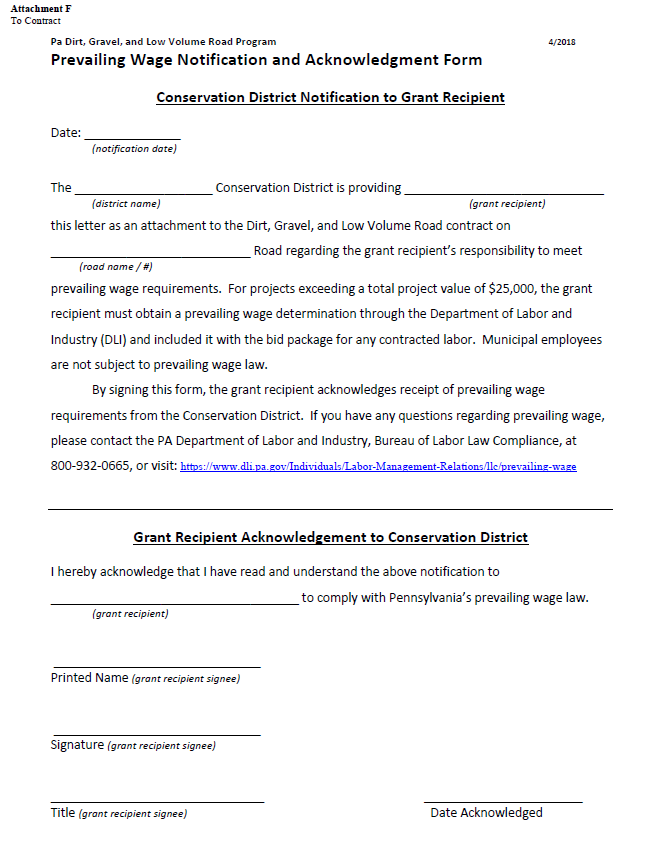 Attachment F
To Contract
Pa Dirt, Gravel, and Low Volume Road Program 4/2018
Prevailing Wage Notification and Acknowledgment Form
Conservation District Notification to Grant Recipient
Date: _______________
(notification date)
The _____________________ Conservation District is providing ______________________________
(district name) (grant recipient)
this letter as an attachment to the Dirt, Gravel, and Low Volume Road contract on
______________________________ Road regarding the grant recipient’s responsibility to meet
(road name / #)
prevailing wage requirements. For projects exceeding a total project value of $25,000, the grant
recipient must obtain a prevailing wage determination through the Department of Labor and
Industry (DLI) and included it with the bid package for any contracted labor. Municipal employees
are not subject to prevailing wage law.
By signing this form, the grant recipient acknowledges receipt of prevailing wage
requirements from the Conservation District. If you have any questions regarding prevailing wage,
please contact the PA Department of Labor and Industry, Bureau of Labor Law Compliance, at
800-932-0665, or visit: https://www.dli.pa.gov/Individuals/Labor-Management-Relations/llc/prevailing-wage
Grant Recipient Acknowledgement to Conservation District
I hereby acknowledge that I have read and understand the above notification to
______________________________________ to comply with Pennsylvania’s prevailing wage law.
(grant recipient)
Printed Name (grant recipient signee)
Signature (grant recipient signee)
Title (grant recipient signee) Date Acknowledged